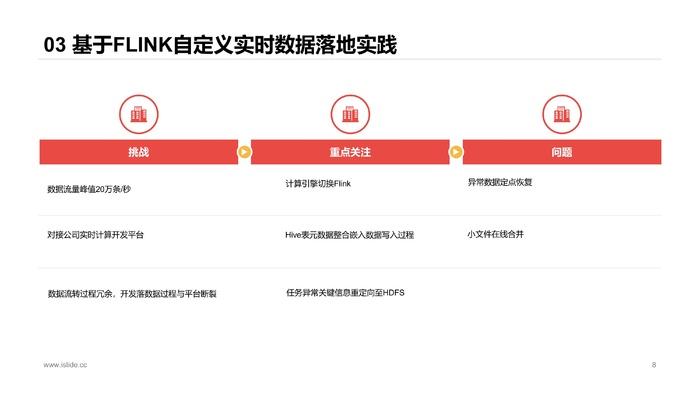 03 基于FLINK自定义实时数据落地实践
挑战
重点关注
问题
数据流量峰值20万条/秒
计算引擎切换Flink
异常数据定点恢复
对接公司实时计算开发平台
Hive表元数据整合嵌入数据写入过程
小文件在线合并
数据流转过程冗余，开发落数据过程与平台断裂
任务异常关键信息重定向至HDFS
www.islide.cc
8